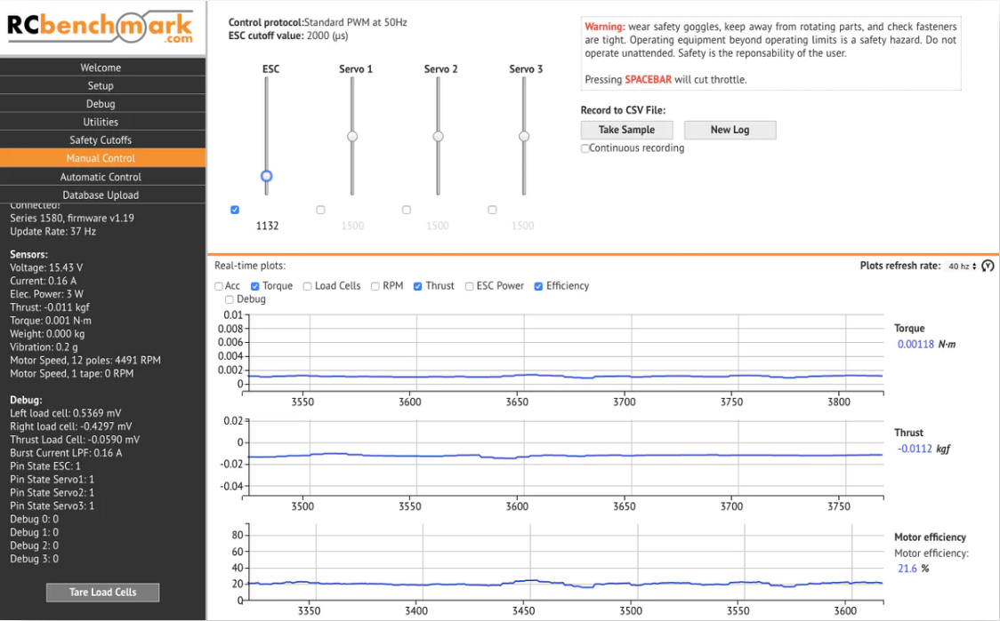 RCbenchmark
.com
Welcome
Setup
Debug
Utilities
Safety Cutoffs
Manual Control
Automatic Control
Database Upload
Connected!
Series 1580, firmware v1.19
Update Rate: 37 Hz
Sensors:
Voltage: 15.43 V
Current: 0.16 A
Elec. Power: 3 W
Thrust: -0.011 kgf
Torque: 0.001 N·m
Weight: 0.000 kg
Vibration: 0.2 g
Motor Speed, 12 poles: 4491 RPM
Motor Speed, 1 tape: 0 RPM
Debug:
Left load cell: 0.5369 mV
Right load cell: -0.4297 mV
Thrust Load Cell: -0.0590 mV
Burst Current LPF: 0.16 A
Pin State ESC: 1
Pin State Servo1: 1
Pin State Servo2: 1
Pin State Servo3: 1
Debug 0: 0
Debug 1: 0
Debug 2: 0
Debug 3: 0
Tare Load Cells
Control protocol:Standard PWM at 50Hz
ESC cutoff value: 2000 (µs)
ESC Servo 1 Servo 2 Servo 3
1132 1500 1500 1500
Warning: wear safety goggles, keep away from rotating parts, and check fasteners
are tight. Operating equipment beyond operating limits is a safety hazard. Do not
operate unattended. Safety is the reponsability of the user.
Pressing SPACEBAR will cut throttle.
Record to CSV File:
Take Sample New Log
Continuous recording
Real-time plots: Plots refresh rate: 40 hz
Acc Torque Load Cells RPM Thrust ESC Power Efficiency
Debug
0.01
0.008
0.006
0.004
0.002
0
3550 3600 3650 3700 3750 3800
Torque
0.00118 N·m
0.02
0
-0.02
-0.04
3500 3550 3600 3650 3700 3750
Thrust
-0.0112 kgf
80
60
40
20
0
3350 3400 3450 3500 3550 3600
Motor efficiency
Motor efficiency:
21.6 %